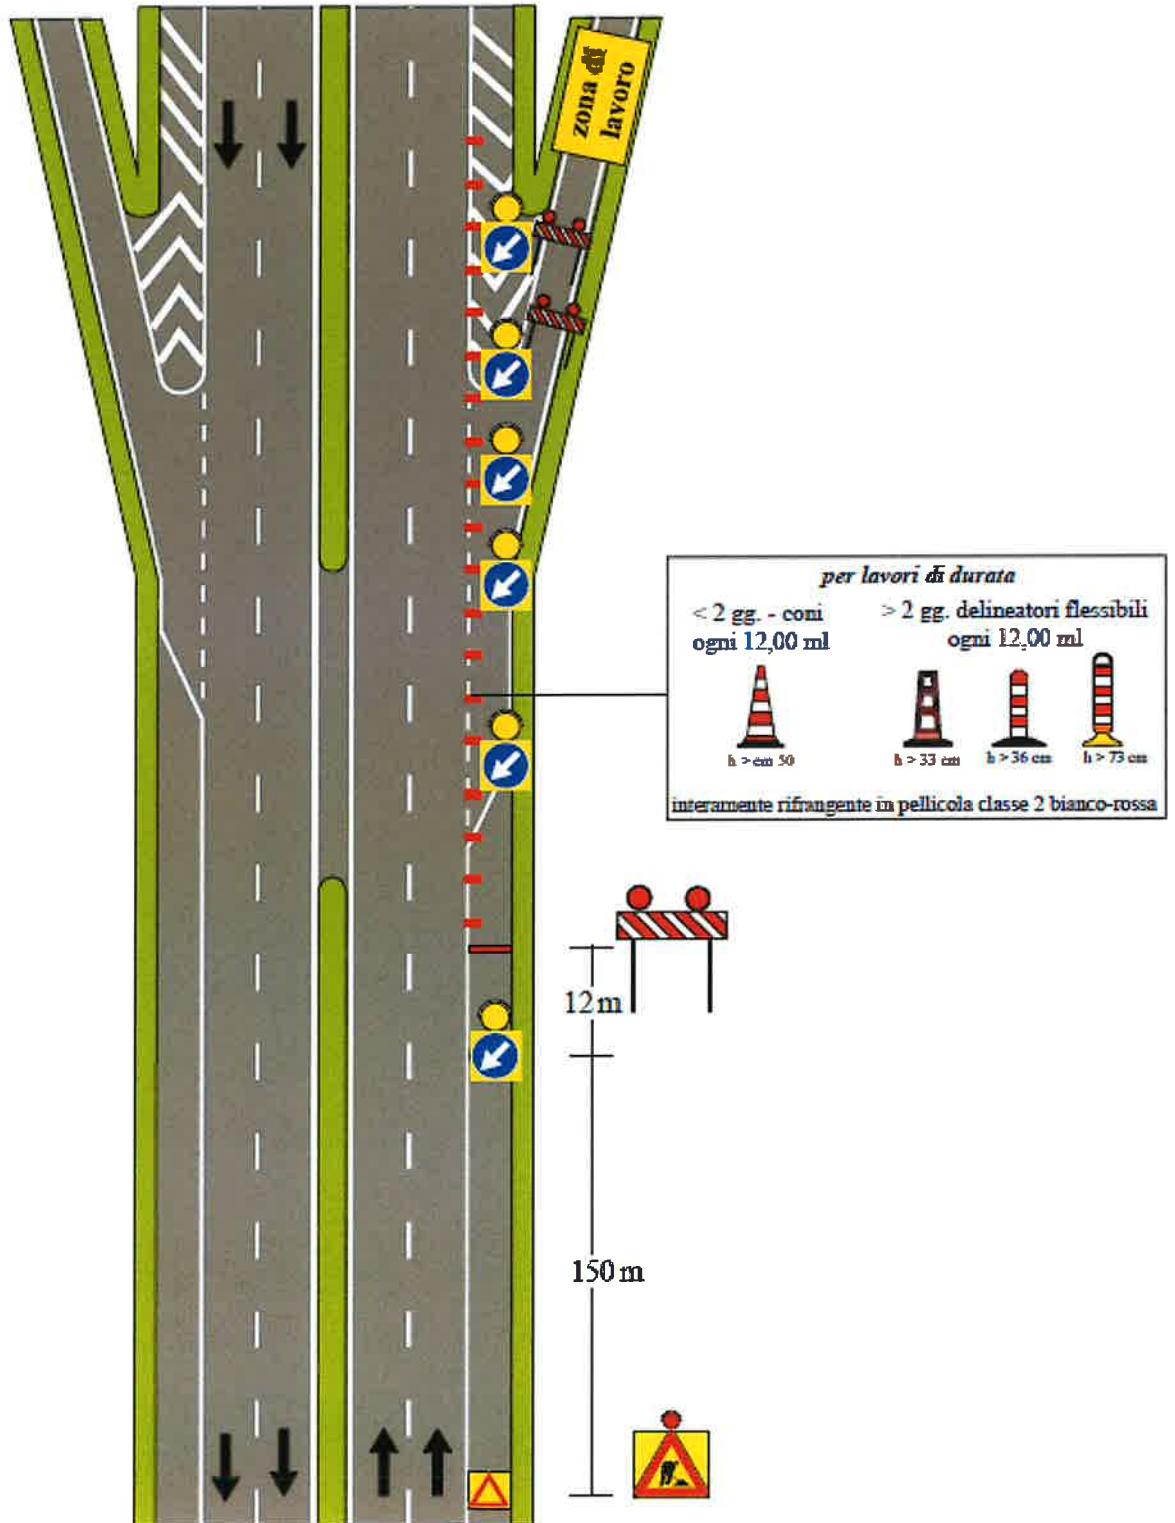 zona di
lavoro
per lavori di durata
< 2 gg. - coni
ogni 12,00 ml
> 2 gg. delineatori flessibili
ogni 12,00 ml
h > cm 50
h > 33 cm
h > 36 cm
h > 73 cm
interamente rifrangente in pellicola classe 2 bianco-rossa
12 m
150 m